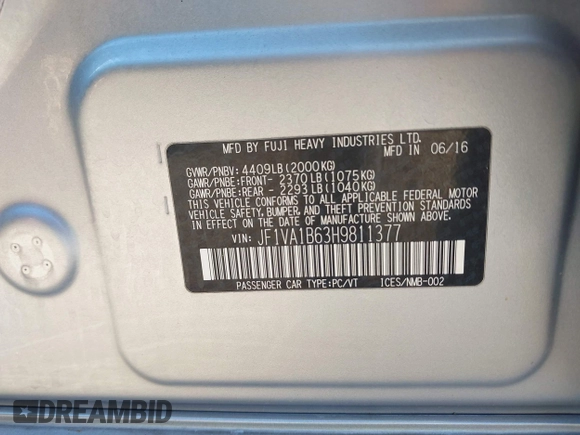 MFD BY FUJI HEAVY INDUSTRIES LTD.
MFD IN 06/16
GVWR/PNBV: 4409LB(2000KG)
GAWR/PNBE:FRONT- 2370LB(1075KG)
GAWR/PNBE:REAR - 2293LB(1040KG)
THIS VEHICLE CONFORMS TO ALL APPLICABLE FEDERAL MOTOR
VEHICLE SAFETY, BUMPER, AND THEFT PREVENTION STANDARDS
IN EFFECT ON THE DATE OF MANUFACTURE SHOWN ABOVE.
VIN: JF1VA1B63H9811377
PASSENGER CAR TYPE:PC/VT ICES/NMB-002
DREAMBID